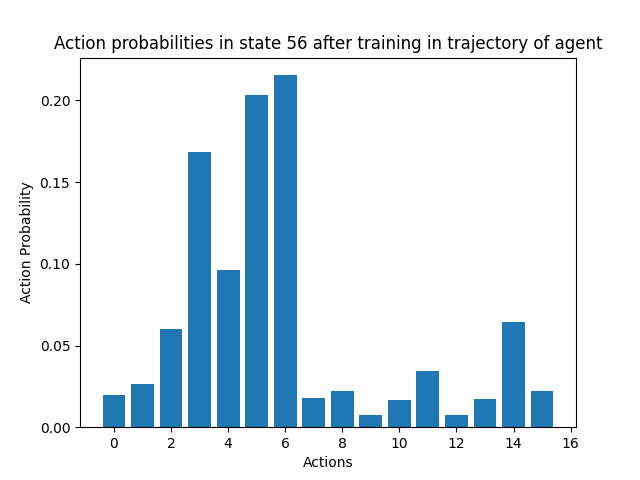 Action probabilities in state 56 after training in trajectory of agent
0.20
0.15
0.10
0.05
0.00
Action Probability
0 2 4 6 8 10 12 14 16
Actions